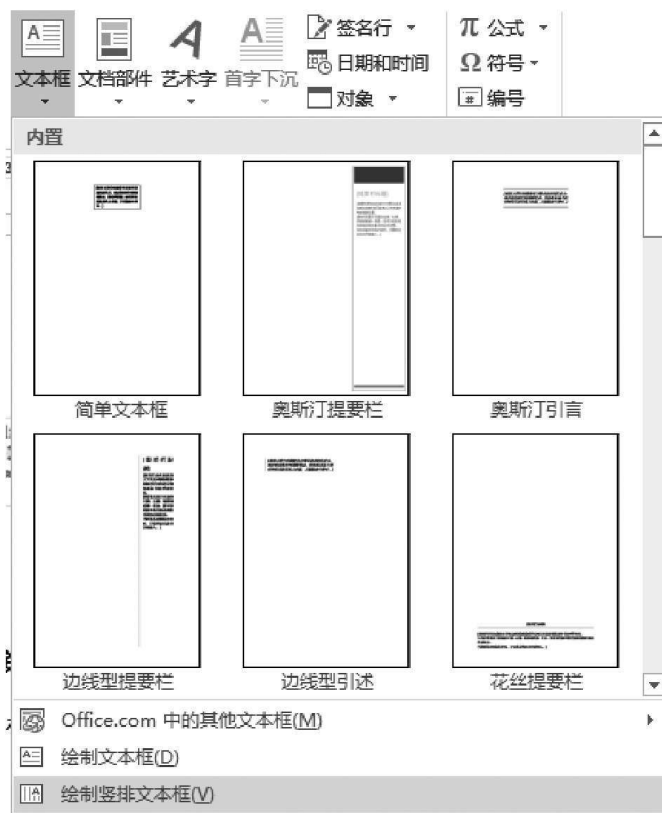 签名行
π 公式
文本框 文档部件 艺术字 首字下沉
日期和时间
Ω 符号
对象
编号
内置
简单文本框
奥斯汀提要栏
奥斯汀引言
边线型提要栏
边线型引述
花丝提要栏
Office.com 中的其他文本框(M)
绘制文本框(D)
绘制竖排文本框(V)